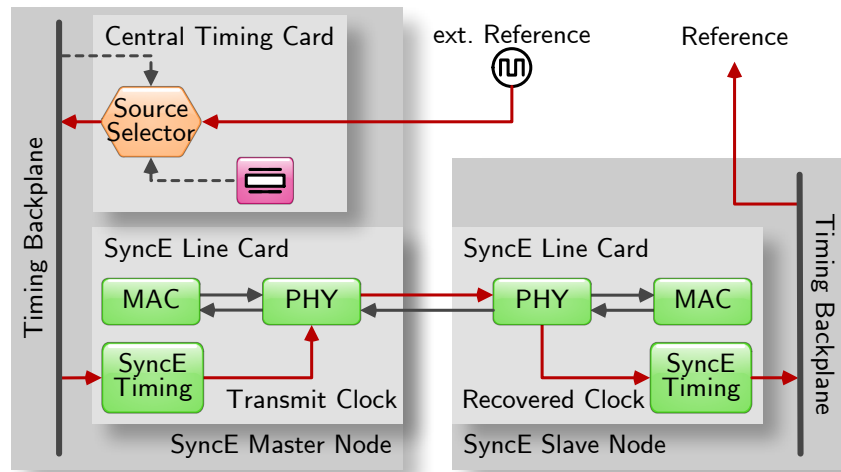 Central Timing Card
ext. Reference
Reference
Source
Selector
Timing Backplane
SyncE Line Card
MAC
PHY
SyncE
Timing
Transmit Clock
SyncE Master Node
SyncE Line Card
PHY
MAC
SyncE
Timing
Recovered Clock
SyncE Slave Node
Timing Backplane